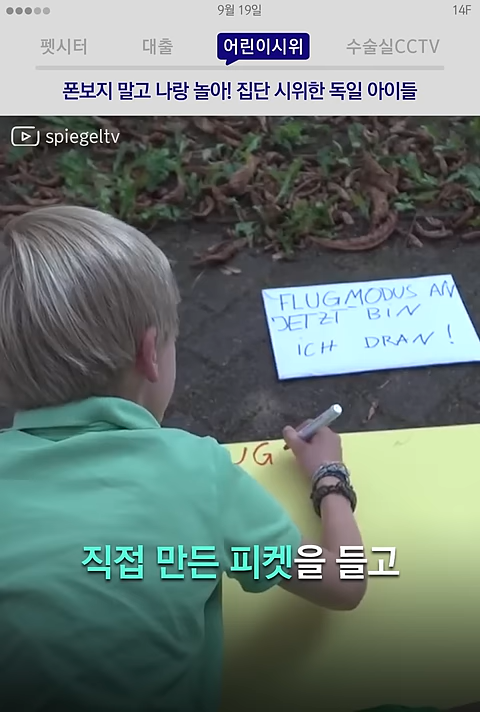 9월 19일 14F
펫시터 대출 어린이시위 수술실CCTV
폰보지 말고 나랑 놀아! 집단 시위한 독일 아이들
spiegeltv
FLUGMODUS AN
JETZT BIN
ICH DRAN!
UG
직접 만든 피켓을 들고